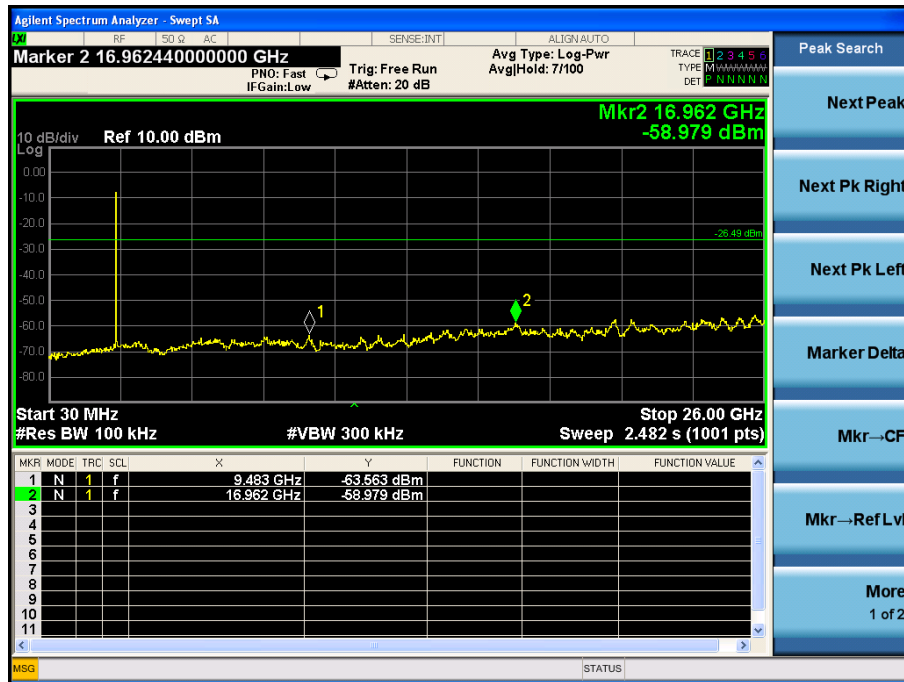 Agilent Spectrum Analyzer - Swept SA
LXI RF 50 Ω AC SENSE:INT ALIGNAUTO
Marker 2 16.962440000000 GHz
PNO: Fast
IFGain:Low
Trig: Free Run
#Atten: 20 dB
Avg Type: Log-Pwr
Avg|Hold: 7/100
TRACE 1 2 3 4 5 6
TYPE M WWWWW
DET P N N N N N
Mkr2 16.962 GHz
-58.979 dBm
10 dB/div Ref 10.00 dBm
Log
0.00
-10.0
-20.0
-26.49 dBm
-30.0
-40.0
-50.0
-60.0
-70.0
-80.0
1
2
Start 30 MHz Stop 26.00 GHz
#Res BW 100 kHz #VBW 300 kHz Sweep 2.482 s (1001 pts)
MKR MODE TRC SCL X Y FUNCTION FUNCTION WIDTH FUNCTION VALUE
1 N 1 f 9.483 GHz -63.563 dBm
2 N 1 f 16.962 GHz -58.979 dBm
3
4
5
6
7
8
9
10
11
MSG STATUS
Peak Search
Next Peak
Next Pk Right
Next Pk Left
Marker Delta
Mkr→CF
Mkr→Ref Lvl
More
1 of 2